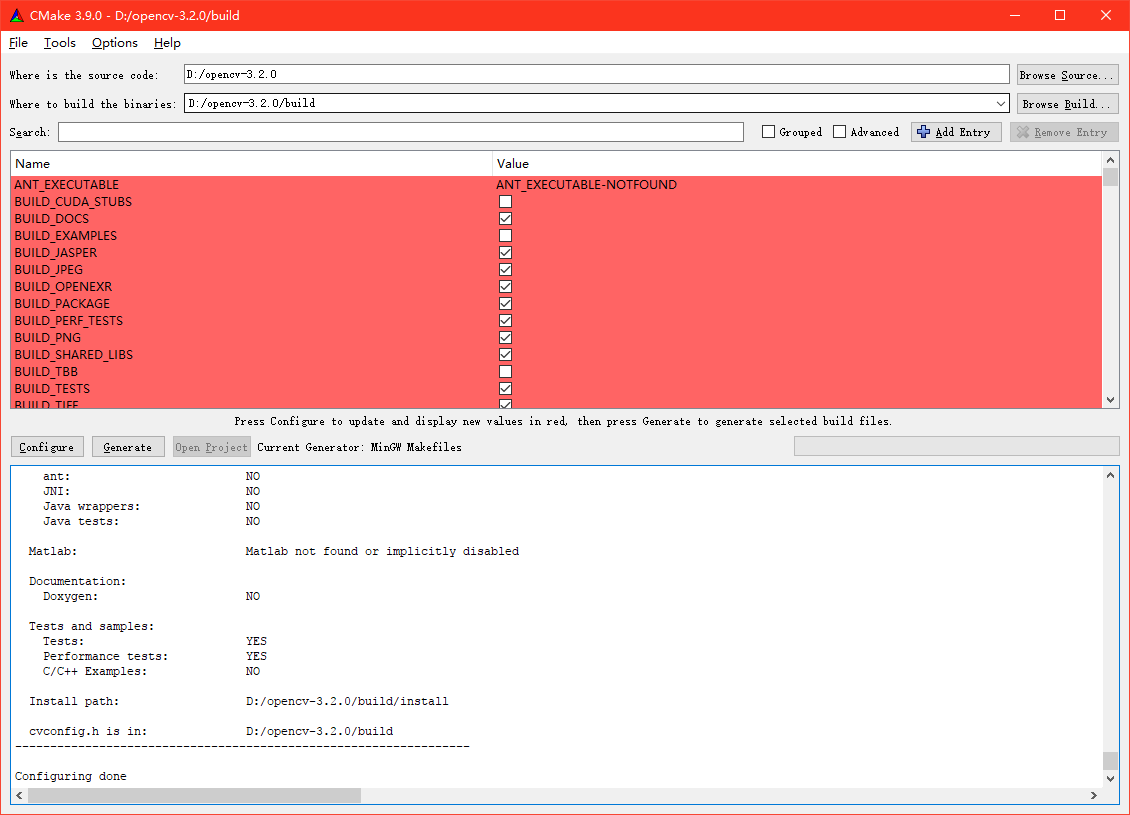 CMake 3.9.0 - D:/opencv-3.2.0/build
File Tools Options Help
Where is the source code: D:/opencv-3.2.0 Browse Source...
Where to build the binaries: D:/opencv-3.2.0/build Browse Build...
Search: Grouped Advanced Add Entry Remove Entry
Name Value
ANT_EXECUTABLE ANT_EXECUTABLE-NOTFOUND
BUILD_CUDA_STUBS
BUILD_DOCS
BUILD_EXAMPLES
BUILD_JASPER
BUILD_JPEG
BUILD_OPENEXR
BUILD_PACKAGE
BUILD_PERF_TESTS
BUILD_PNG
BUILD_SHARED_LIBS
BUILD_TBB
BUILD_TESTS
BUILD_TIFF
Press Configure to update and display new values in red, then press Generate to generate selected build files.
Configure Generate Open Project Current Generator: MinGW Makefiles
ant: NO
JNI: NO
Java wrappers: NO
Java tests: NO
Matlab: Matlab not found or implicitly disabled
Documentation:
Doxygen: NO
Tests and samples:
Tests: YES
Performance tests: YES
C/C++ Examples: NO
Install path: D:/opencv-3.2.0/build/install
cvconfig.h is in: D:/opencv-3.2.0/build
-----------------------------------------------------------------
Configuring done